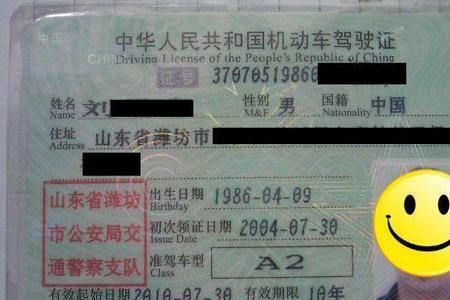 中华人民共和国机动车驾驶证
Driving License of the People's Republic of China
证号 37070519860
姓名 性别 男 国籍 中国
Name M&F Nationality
住址 山东省潍坊市
Address
山东省潍坊
市公安局交
通警察支队
出生日期 1986-04-09
Birthday
初次领证日期 2004-07-30
Issue Date
准驾车型 A2
Class
有效起始日期 2010-07-30 有效期限 10年